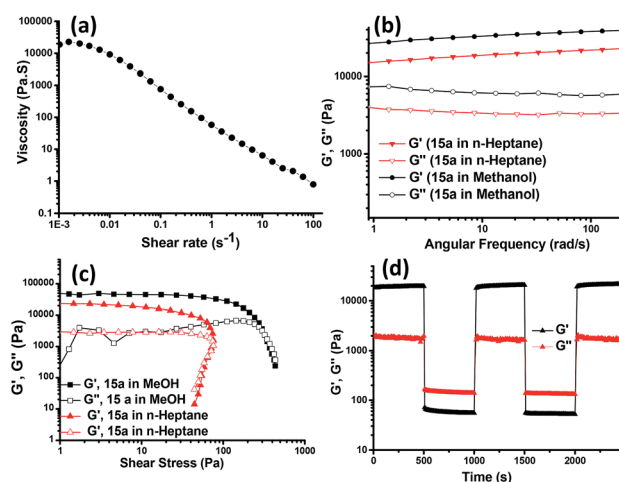 (a)
100000
10000
1000
100
10
1
0.1
Viscosity (Pa.S)
1E-3 0.01 0.1 1 10 100
Shear rate (s-1)
(b)
10000
1000
G', G'' (Pa)
G' (15a in n-Heptane)
G'' (15a in n-Heptane)
G' (15a in Methanol)
G'' (15a in Methanol)
1 10 100
Angular Frequency (rad/s)
(c)
100000
10000
1000
100
10
1
G', G'' (Pa)
G', 15a in MeOH
G'', 15 a in MeOH
G', 15a in n-Heptane
G', 15a in n-Heptane
1 10 100 1000
Shear Stress (Pa)
(d)
10000
1000
100
10
G', G'' (Pa)
G'
G''
0 500 1000 1500 2000
Time (s)